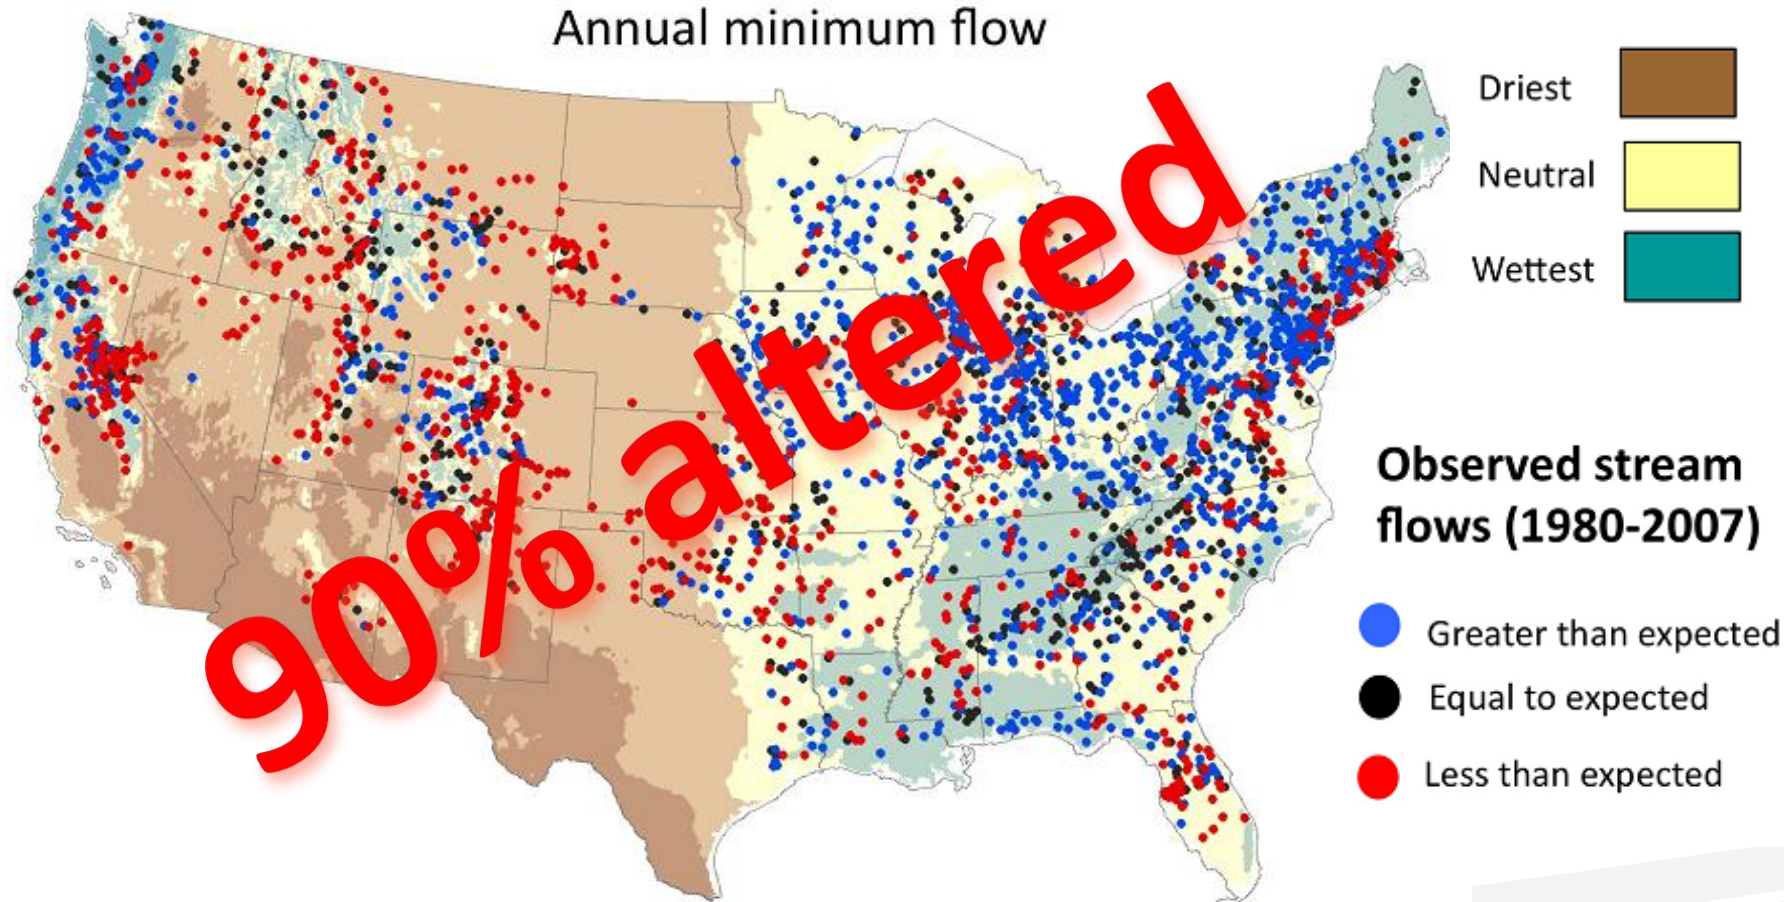 Annual minimum flow
90% altered
Driest
Neutral
Wettest
Observed stream
flows (1980-2007)
Greater than expected
Equal to expected
Less than expected